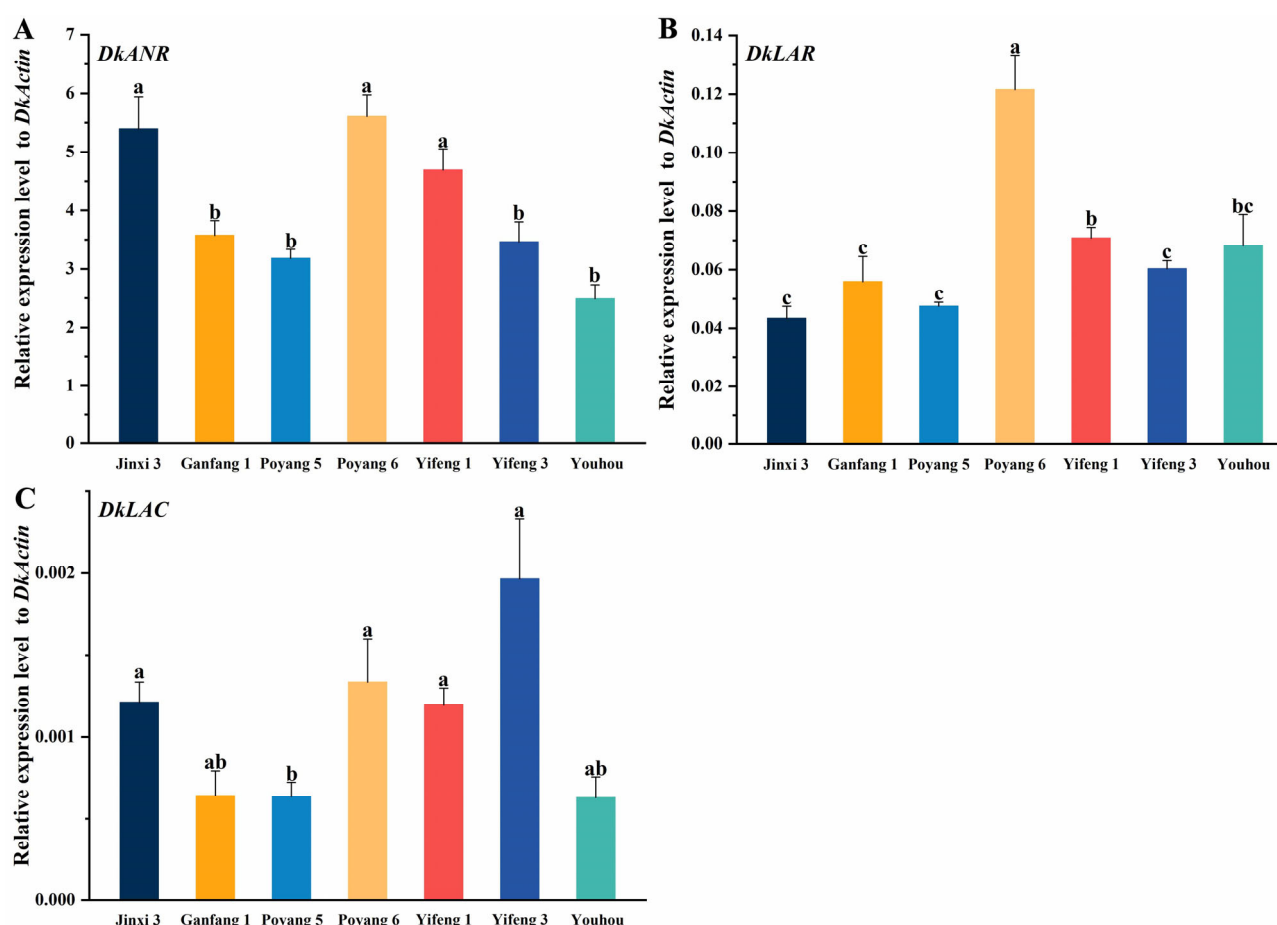 A
DkANR
Relative expression level to DkActin
7
6
5
4
3
2
1
0
a
b
b
a
a
b
b
Jinxi 3 Ganfang 1 Poyang 5 Poyang 6 Yifeng 1 Yifeng 3 Youhou
B
DkLAR
Relative expression level to DkActin
0.14
0.12
0.10
0.08
0.06
0.04
0.02
0.00
c
c
c
a
b
c
bc
Jinxi 3 Ganfang 1 Poyang 5 Poyang 6 Yifeng 1 Yifeng 3 Youhou
C
DkLAC
Relative expression level to DkActin
0.002
0.001
0.000
a
ab
b
a
a
a
ab
Jinxi 3 Ganfang 1 Poyang 5 Poyang 6 Yifeng 1 Yifeng 3 Youhou